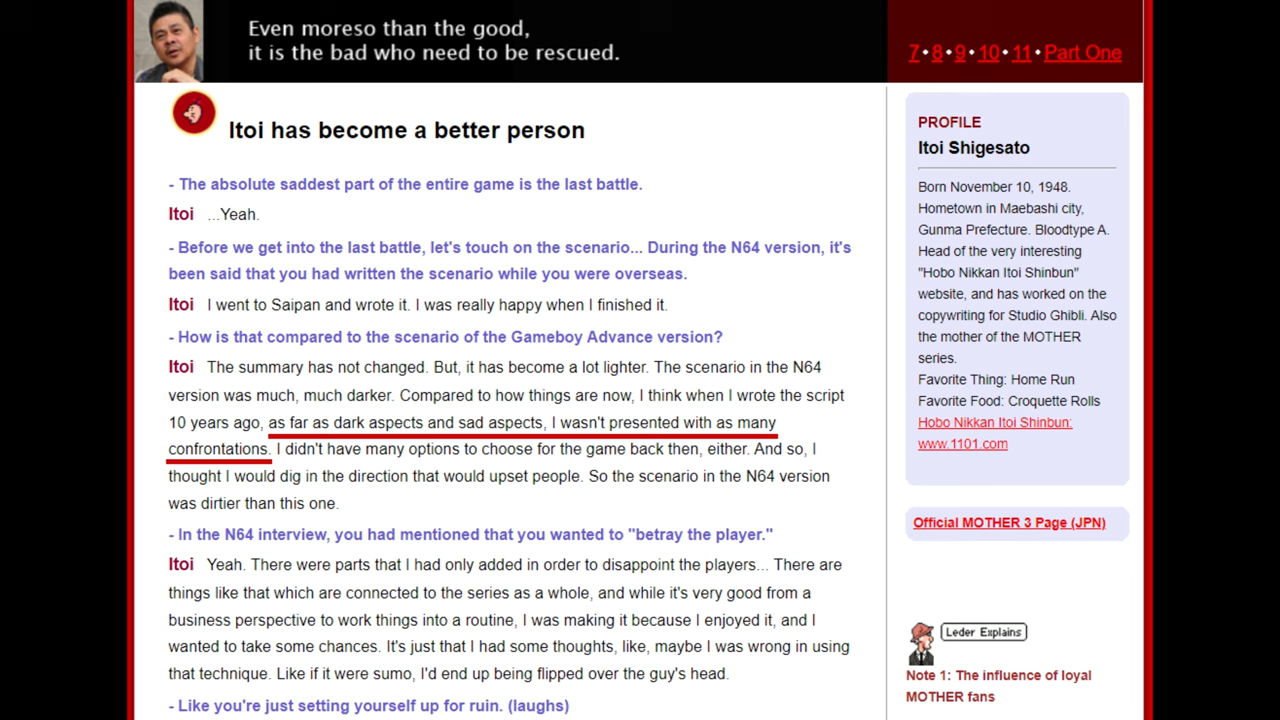 Even moreso than the good,
it is the bad who need to be rescued.
7 • 8 • 9 • 10 • 11 • Part One
Itoi has become a better person
- The absolute saddest part of the entire game is the last battle.
Itoi ...Yeah.
- Before we get into the last battle, let's touch on the scenario... During the N64 version, it's
been said that you had written the scenario while you were overseas.
Itoi I went to Saipan and wrote it. I was really happy when I finished it.
- How is that compared to the scenario of the Gameboy Advance version?
Itoi The summary has not changed. But, it has become a lot lighter. The scenario in the N64
version was much, much darker. Compared to how things are now, I think when I wrote the script
10 years ago, as far as dark aspects and sad aspects, I wasn't presented with as many
confrontations. I didn't have many options to choose for the game back then, either. And so, I
thought I would dig in the direction that would upset people. So the scenario in the N64 version
was dirtier than this one.
- In the N64 interview, you had mentioned that you wanted to "betray the player."
Itoi Yeah. There were parts that I had only added in order to disappoint the players... There are
things like that which are connected to the series as a whole, and while it's very good from a
business perspective to work things into a routine, I was making it because I enjoyed it, and I
wanted to take some chances. It's just that I had some thoughts, like, maybe I was wrong in using
that technique. Like if it were sumo, I'd end up being flipped over the guy's head.
- Like you're just setting yourself up for ruin. (laughs)
PROFILE
Itoi Shigesato
Born November 10, 1948.
Hometown in Maebashi city,
Gunma Prefecture. Bloodtype A.
Head of the very interesting
"Hobo Nikkan Itoi Shinbun"
website, and has worked on the
copywriting for Studio Ghibli. Also
the mother of the MOTHER
series.
Favorite Thing: Home Run
Favorite Food: Croquette Rolls
Hobo Nikkan Itoi Shinbun:
www.1101.com
Official MOTHER 3 Page (JPN)
Leder Explains
Note 1: The influence of loyal
MOTHER fans